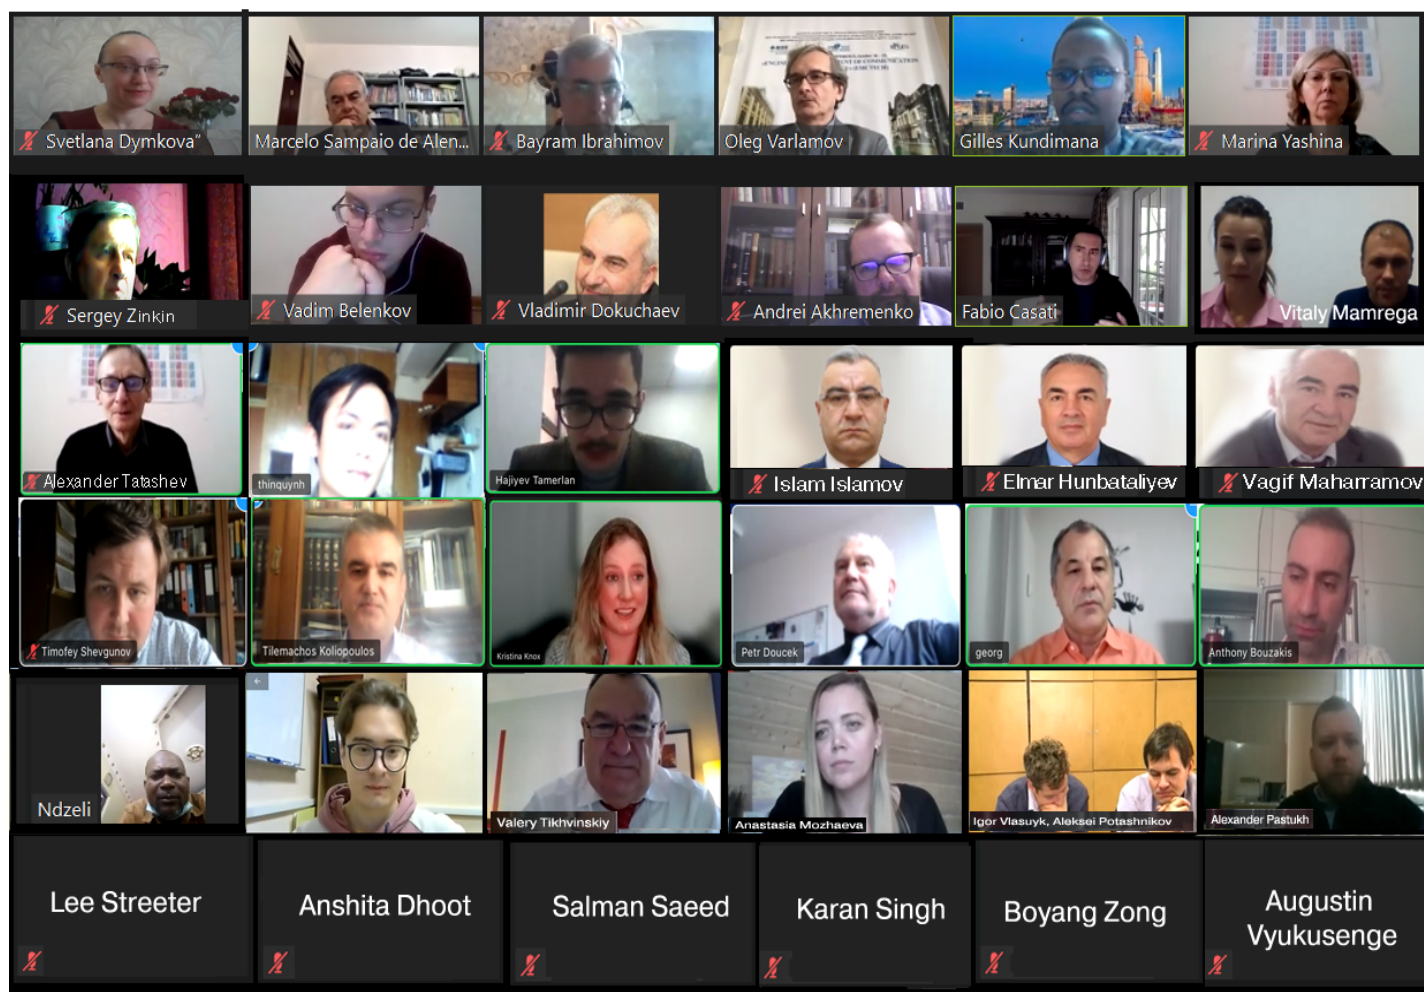 Svetlana Dymkova"
Marcelo Sampaio de Alen...
Bayram Ibrahimov
Oleg Varlamov
Gilles Kundimana
Marina Yashina
Sergey Zinkin
Vadim Belenkov
Vladimir Dokuchaev
Andrei Akhremenko
Fabio Casati
Vitaly Mamrega
Alexander Tatashev
thinquynh
Hajiyev Tamerlan
Islam Islamov
Elmar Hunbataliyev
Vagif Maharramov
Timofey Shevgunov
Tilemachos Koliopoulos
Kristina Knox
Petr Doucek
georg
Anthony Bouzakis
Ndzeli
Valery Tikhvinskiy
Anastasia Mozhaeva
Igor Vlasuyk, Aleksei Potashnikov
Alexander Pastukh
Lee Streeter
Anshita Dhoot
Salman Saeed
Karan Singh
Boyang Zong
Augustin
Vyukusenge